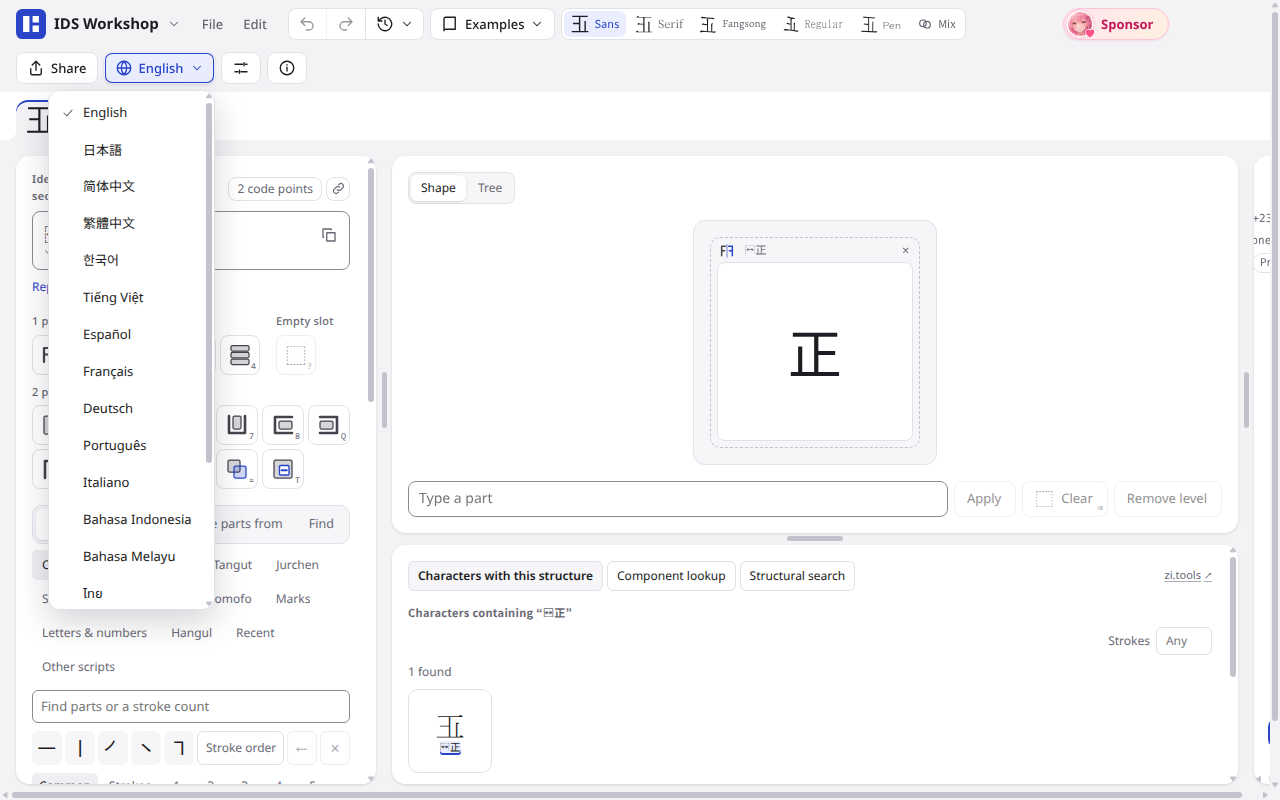 IDS Workshop
File
Edit
Examples
Sans
Serif
Fangsong
Regular
Pen
Mix
Sponsor
Share
English
English
日本語
简体中文
繁體中文
한국어
Tiếng Việt
Español
Français
Deutsch
Português
Italiano
Bahasa Indonesia
Bahasa Melayu
ไทย
2 code points
Empty slot
4
?
7
8
Q
=
T
parts from
Find
Tangut
Jurchen
Marks
Letters & numbers
Hangul
Recent
Other scripts
Find parts or a stroke count
Stroke order
Shape
Tree
⿰正
正
Type a part
Apply
Clear
Remove level
Characters with this structure
Component lookup
Structural search
zi.tools ↗
Characters containing “⿰正”
Strokes
Any
1 found